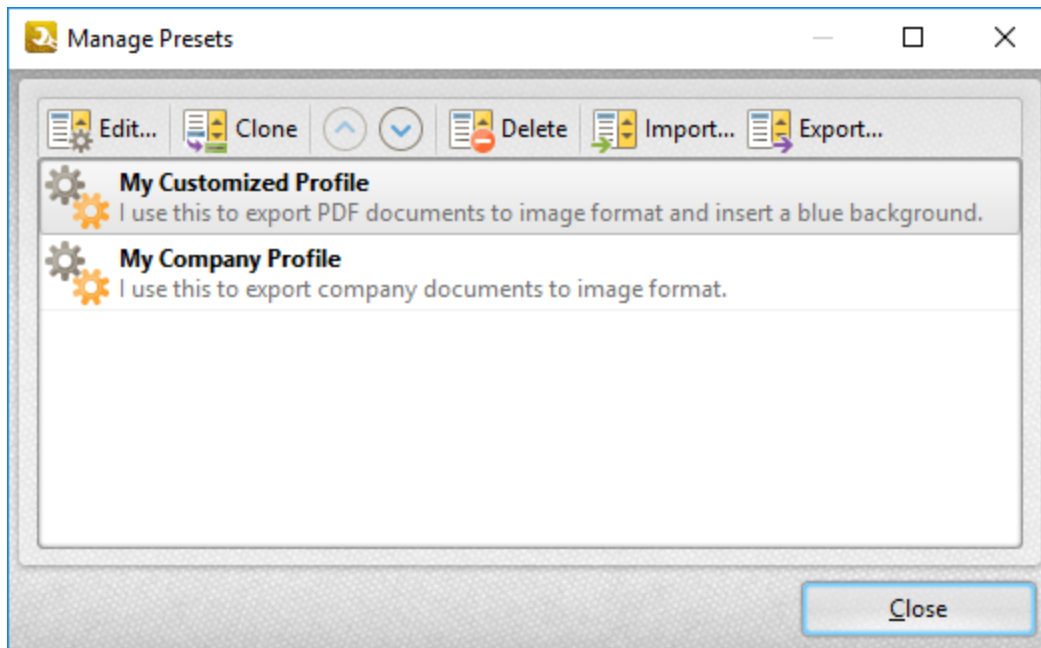 Manage Presets
Edit... Clone Delete Import... Export...
My Customized Profile
I use this to export PDF documents to image format and insert a blue background.
My Company Profile
I use this to export company documents to image format.
Close